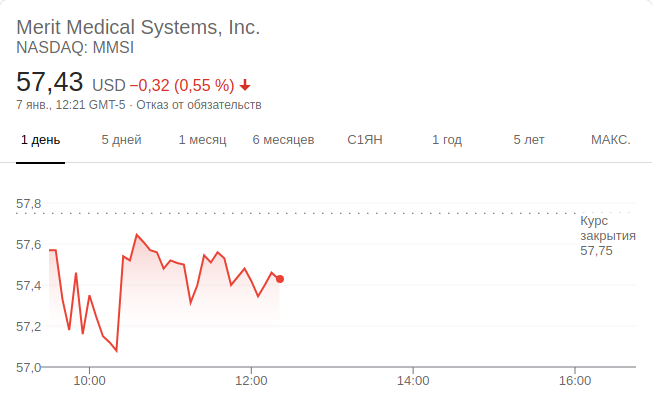 Merit Medical Systems, Inc.
NASDAQ: MMSI
57,43 USD −0,32 (0,55 %)
7 янв., 12:21 GMT-5 · Отказ от обязательств
1 день 5 дней 1 месяц 6 месяцев С1ЯН 1 год 5 лет МАКС.
57,8
Курс
закрытия
57,75
57,6
57,4
57,2
57,0
10:00 12:00 14:00 16:00